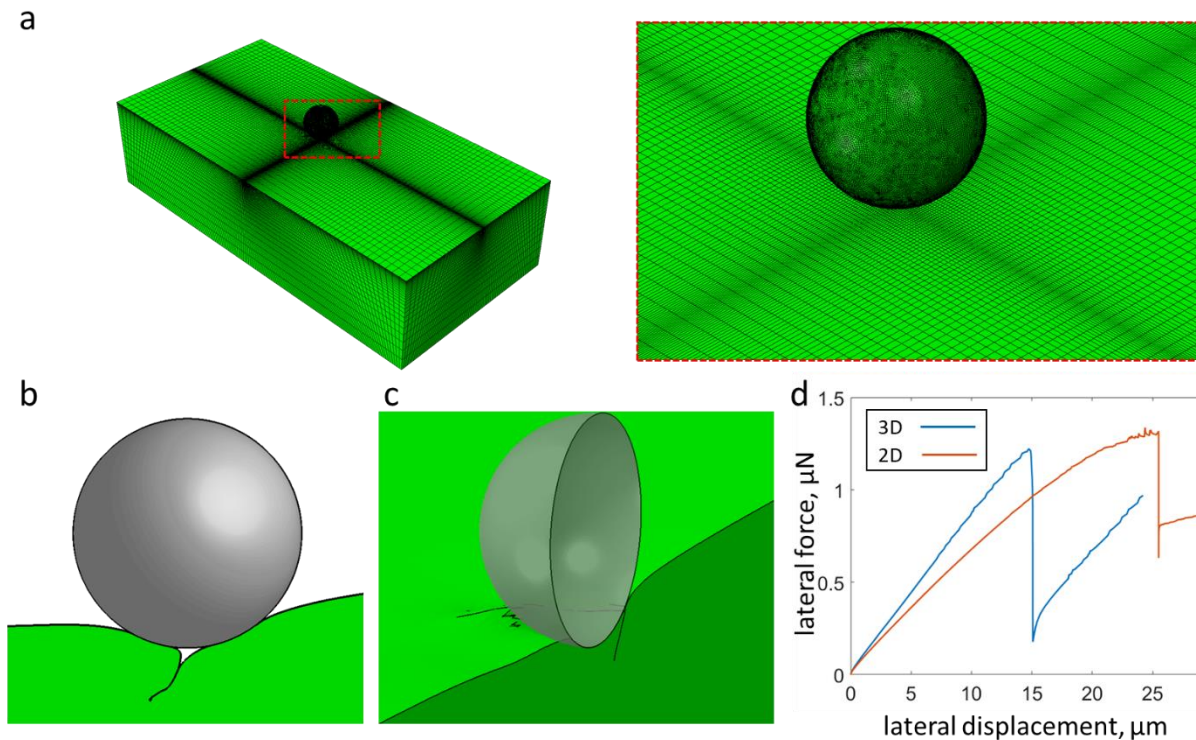 a
b
c
d
1.5
1
0.5
0
3D
2D
lateral force, μN
0 5 10 15 20 25
lateral displacement, μm